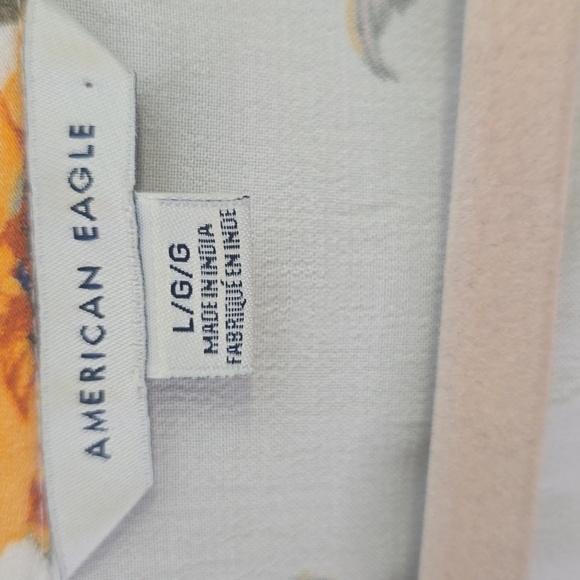 AMERICAN EAGLE
L/G/G
MADE IN INDIA
FABRIQUÉ EN INDE